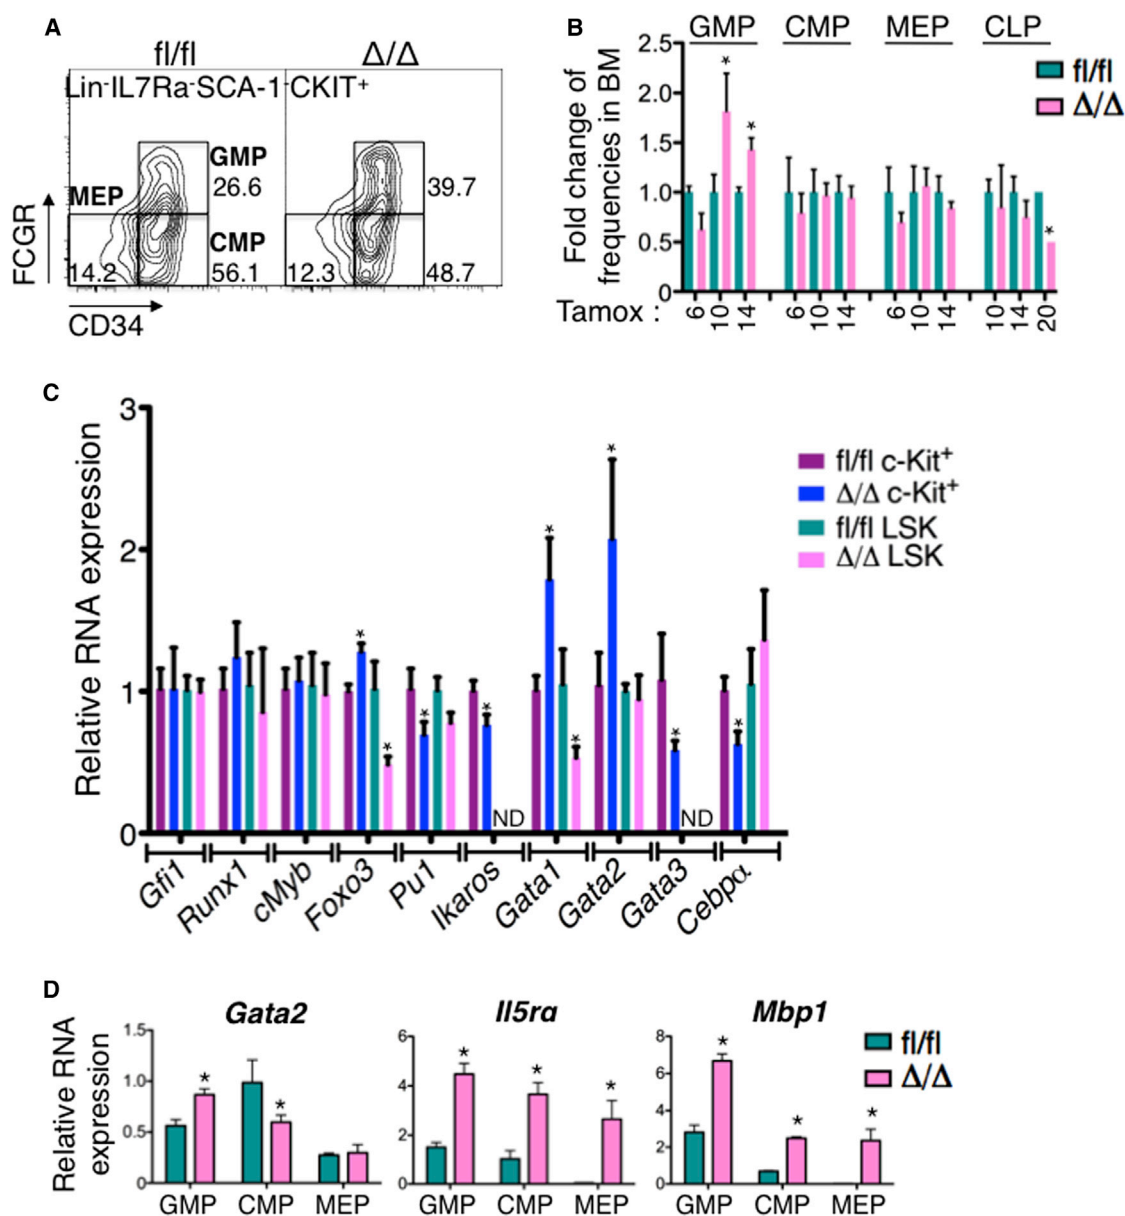 A
fl/fl
Δ/Δ
Lin-IL7Ra-SCA-1-CKIT+
GMP
26.6
39.7
MEP
CMP
14.2
56.1
12.3
48.7
FCGR
CD34
B
GMP
CMP
MEP
CLP
2.5
2.0
1.5
1.0
0.5
0
Fold change of
frequencies in BM
* * *
fl/fl
Δ/Δ
Tamox :
6 10 14
6 10 14
6 10 14
10 14 20
C
3
2
1
0
Relative RNA expression
fl/fl c-Kit+
Δ/Δ c-Kit+
fl/fl LSK
Δ/Δ LSK
* * * * * * * * *
ND
ND
Gfi1
Runx1
cMyb
Foxo3
Pu1
Ikaros
Gata1
Gata2
Gata3
Cebpα
D
Relative RNA
expression
Gata2
1.5
1.0
0.5
0
* *
GMP CMP MEP
Il5ra
6
4
2
0
* * *
GMP CMP MEP
Mbp1
8
6
4
2
0
* * *
GMP CMP MEP
fl/fl
Δ/Δ